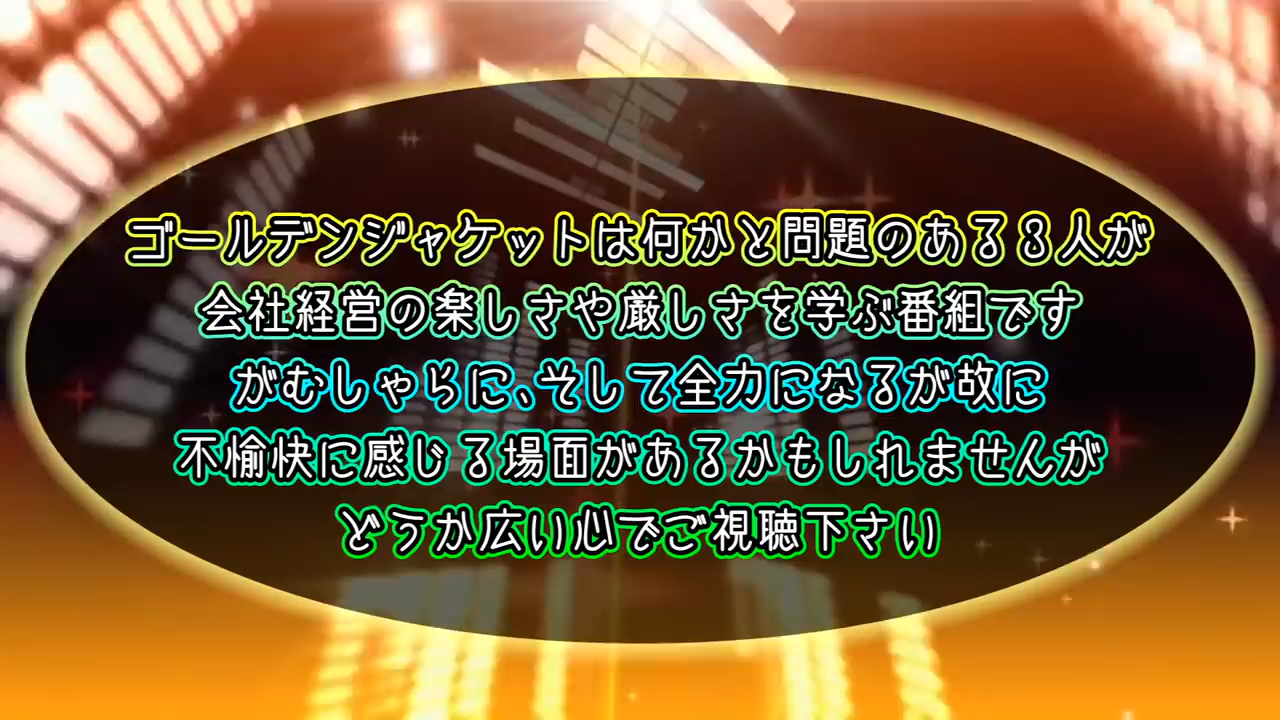 ゴールデンジャケットは何かと問題のある８人が
会社経営の楽しさや厳しさを学ぶ番組です
がむしゃらに､そして全力になるが故に
不愉快に感じる場面があるかもしれませんが
どうか広い心でご視聴下さい